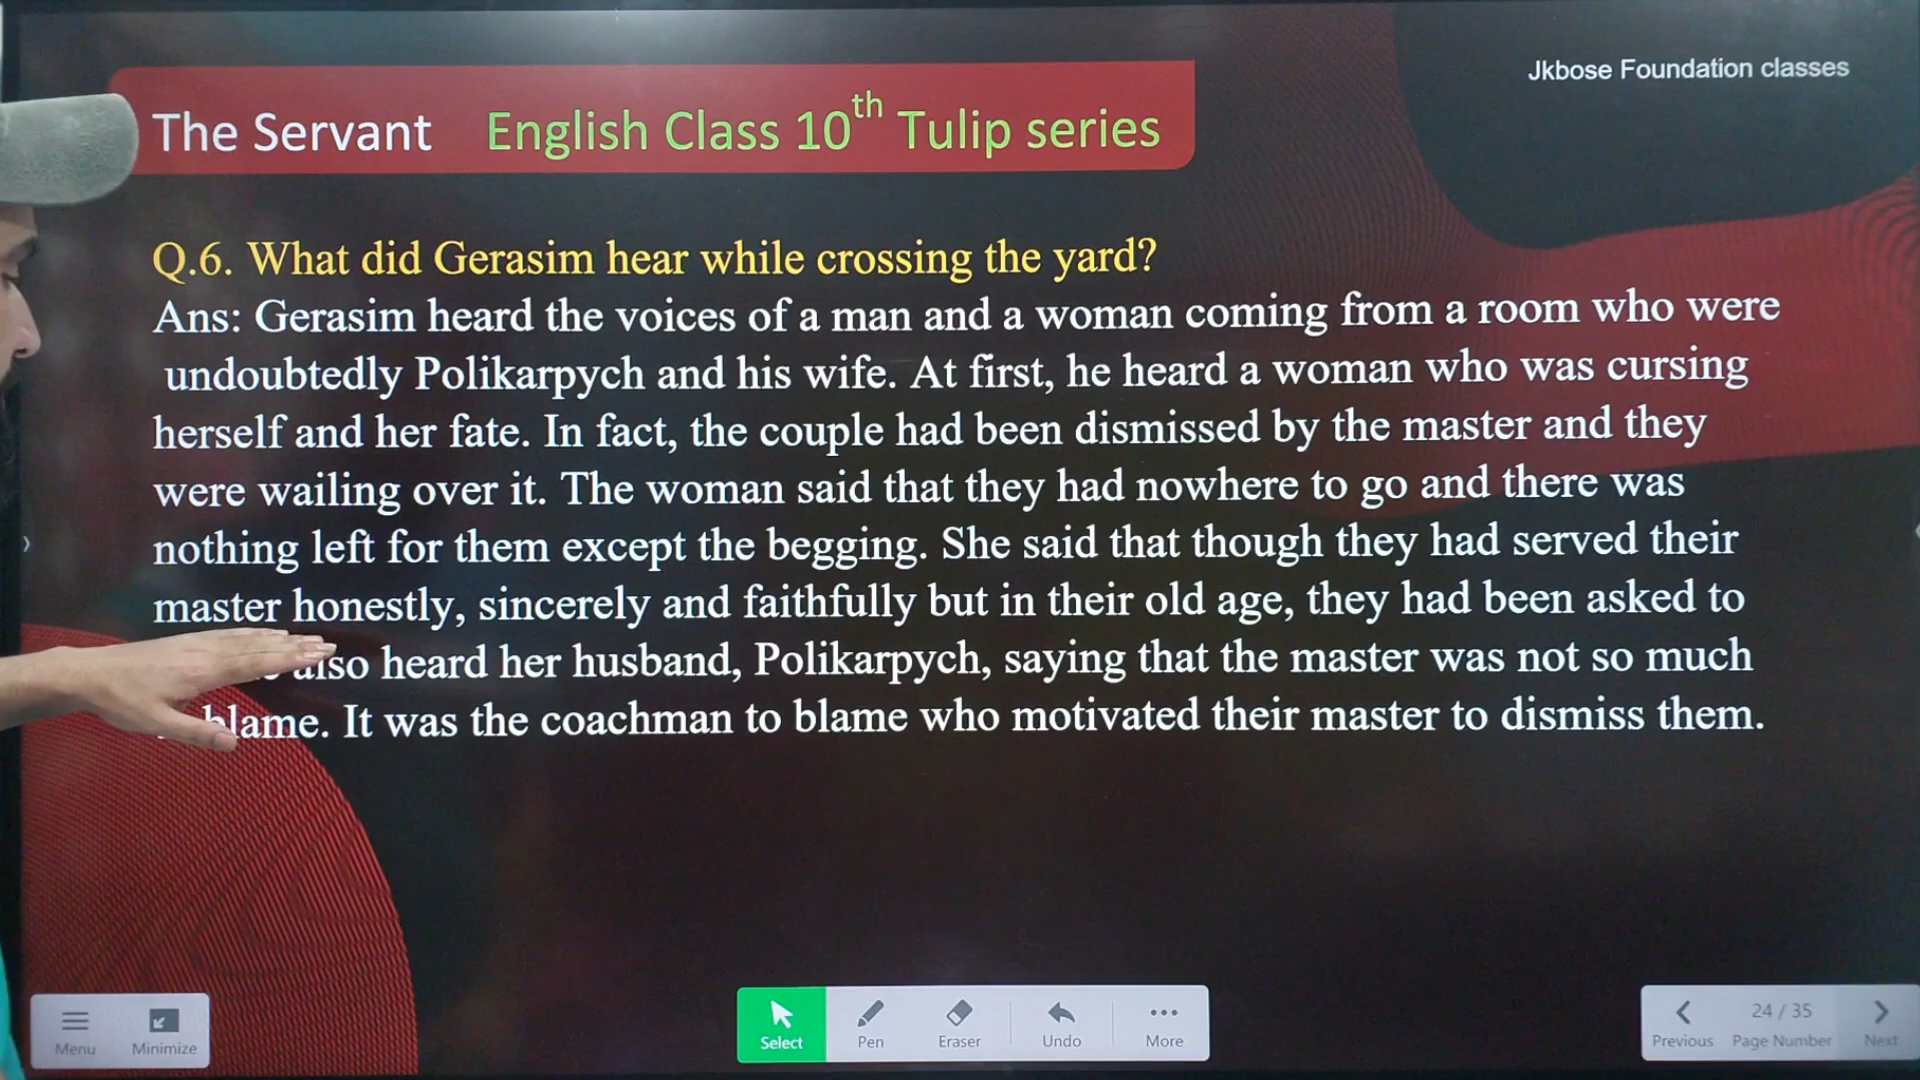 Jkbose Foundation classes
The Servant English Class 10th Tulip series
Q.6. What did Gerasim hear while crossing the yard?
Ans: Gerasim heard the voices of a man and a woman coming from a room who were
undoubtedly Polikarpych and his wife. At first, he heard a woman who was cursing
herself and her fate. In fact, the couple had been dismissed by the master and they
were wailing over it. The woman said that they had nowhere to go and there was
nothing left for them except the begging. She said that though they had served their
master honestly, sincerely and faithfully but in their old age, they had been asked to
also heard her husband, Polikarpych, saying that the master was not so much
blame. It was the coachman to blame who motivated their master to dismiss them.
Menu Minimize Select Pen Eraser Undo More Previous 24 / 35 Page Number Next